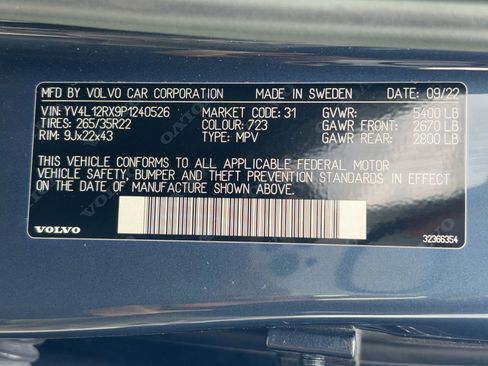 MFD BY VOLVO CAR CORPORATION MADE IN SWEDEN DATE: 09/22
VIN: YV4L12RX9P1240526 MARKET CODE: 31 GVWR: 5400 LB
TIRES: 265/35R22 COLOUR: 723 GAWR FRONT: 2670 LB
RIM: 9Jx22x43 TYPE: MPV GAWR REAR: 2800 LB
THIS VEHICLE CONFORMS TO ALL APPLICABLE FEDERAL MOTOR
VEHICLE SAFETY, BUMPER AND THEFT PREVENTION STANDARDS IN EFFECT
ON THE DATE OF MANUFACTURE SHOWN ABOVE.
VOLVO 32366354